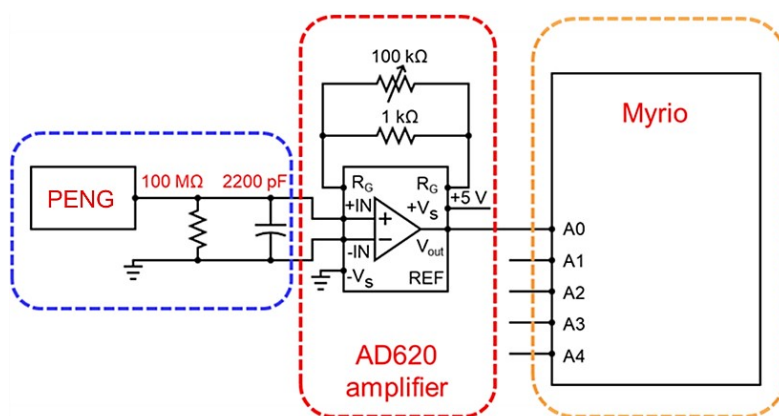 100 kΩ
1 kΩ
Myrio
PENG
100 MΩ
2200 pF
R_G
R_G
+5 V
+IN
+V_S
+
−
-IN
V_out
-V_S
REF
A0
A1
A2
A3
A4
AD620
amplifier